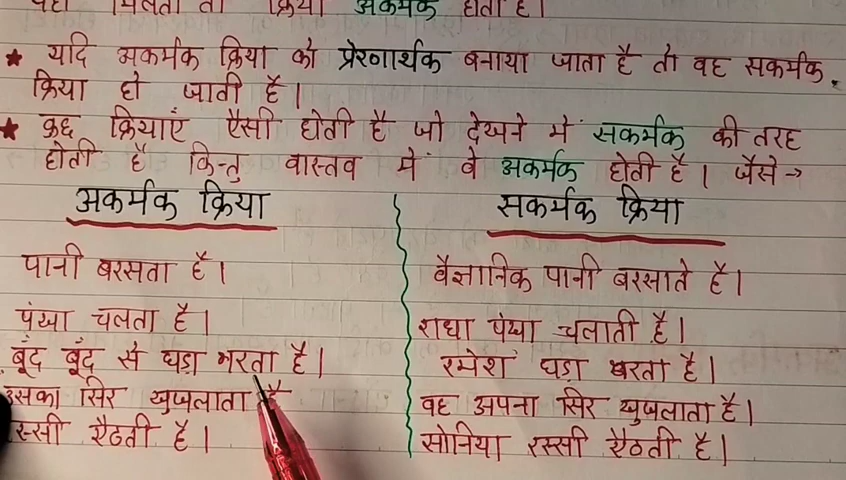 क्रिया अकर्मक होता है।
★ यदि अकर्मक क्रिया को प्रेरणार्थक बनाया जाता है तो वह सकर्मक
क्रिया हो जाती है।
★ कुछ क्रियाएं ऐसी होती है जो देखने में सकर्मक की तरह
होती है किन्तु वास्तव में वे अकर्मक होती है। जैसे →
अकर्मक क्रिया
सकर्मक क्रिया
पानी बरसता है।
वैज्ञानिक पानी बरसाते है।
पंखा चलता है।
राधा पंखा चलाती है।
बूंद बूंद से घड़ा भरता है।
रमेश घड़ा भरता है।
उसका सिर खुजलाता है
वह अपना सिर खुजलाता है।
रस्सी ऐंठती है।
सोनिया रस्सी ऐंठती है।